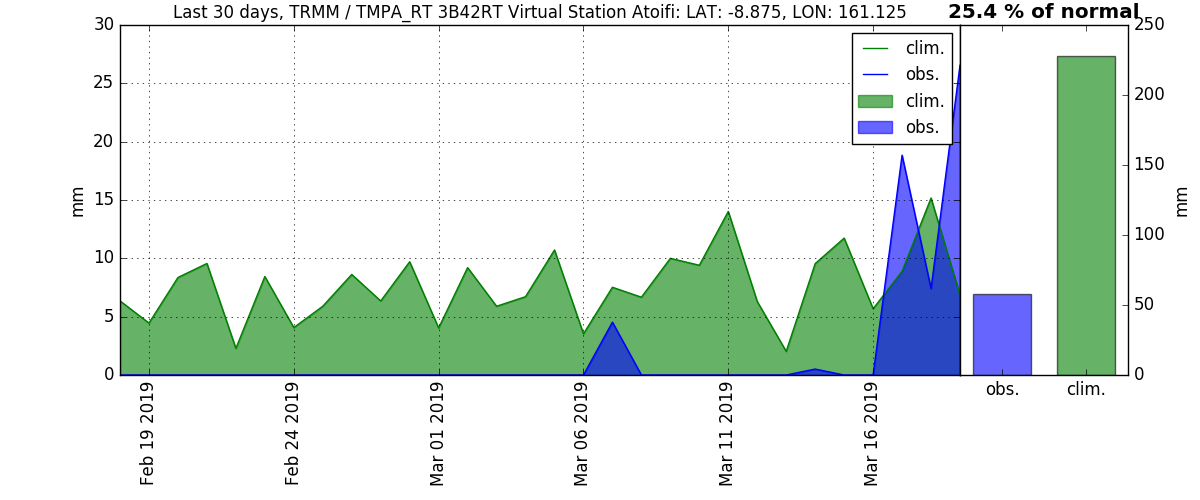 Last 30 days, TRMM / TMPA_RT 3B42RT Virtual Station Atoifi: LAT: -8.875, LON: 161.125
25.4 % of normal
30
25
20
15
10
5
0
mm
clim.
obs.
clim.
obs.
250
200
150
100
50
0
mm
Feb 19 2019
Feb 24 2019
Mar 01 2019
Mar 06 2019
Mar 11 2019
Mar 16 2019
obs.
clim.